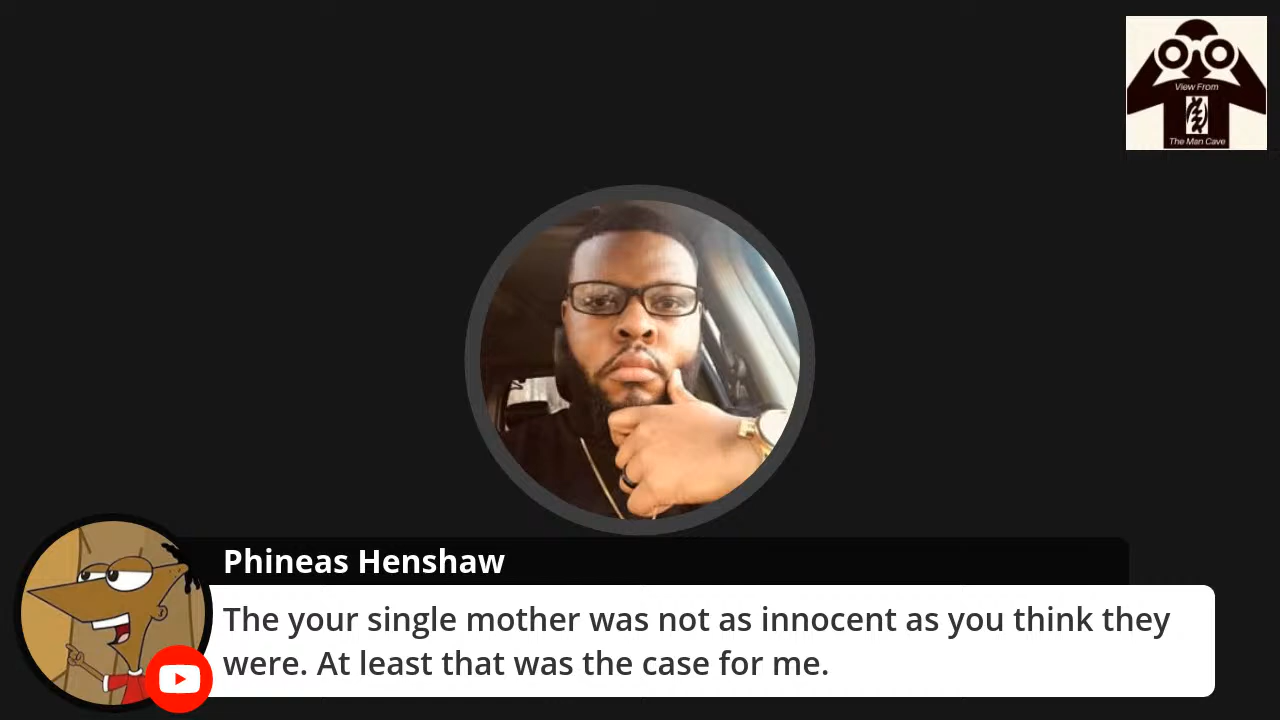 View From
The Man Cave
Phineas Henshaw
The your single mother was not as innocent as you think they
were. At least that was the case for me.